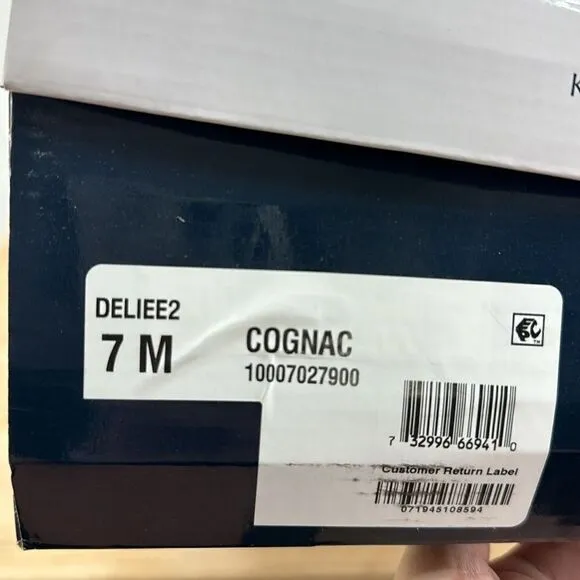 K
DELIEE2
7 M
COGNAC
10007027900
7 32996 66941 0
Customer Return Label
071945108594